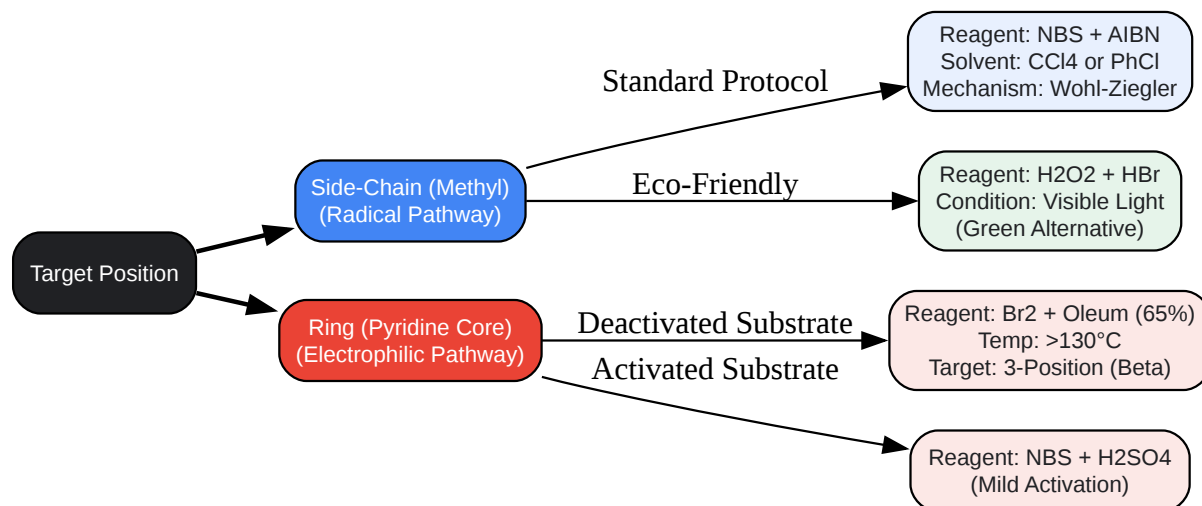 Target Position
Side-Chain (Methyl)
(Radical Pathway)
Ring (Pyridine Core)
(Electrophilic Pathway)
Standard Protocol
Eco-Friendly
Deactivated Substrate
Activated Substrate
Reagent: NBS + AIBN
Solvent: CCl4 or PhCl
Mechanism: Wohl-Ziegler
Reagent: H2O2 + HBr
Condition: Visible Light
(Green Alternative)
Reagent: Br2 + Oleum (65%)
Temp: >130°C
Target: 3-Position (Beta)
Reagent: NBS + H2SO4
(Mild Activation)